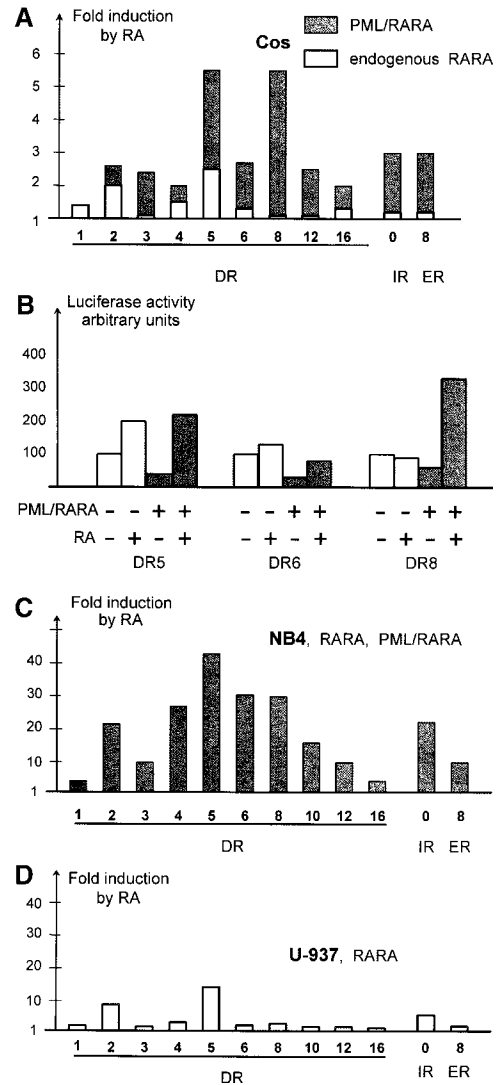 A
Fold induction
by RA
Cos
PML/RARA
endogenous RARA
6
5
4
3
2
1
1 2 3 4 5 6 8 12 16 0 8
DR IR ER
B
Luciferase activity
arbitrary units
400
300
200
100
PML/RARA - - + + - - + + - - + +
RA - + - + - + - + - + - +
DR5 DR6 DR8
C
Fold induction
by RA
NB4, RARA, PML/RARA
40
30
20
10
1
1 2 3 4 5 6 8 10 12 16 0 8
DR IR ER
D
Fold induction
by RA
U-937, RARA
40
30
20
10
1
1 2 3 4 5 6 8 10 12 16 0 8
DR IR ER